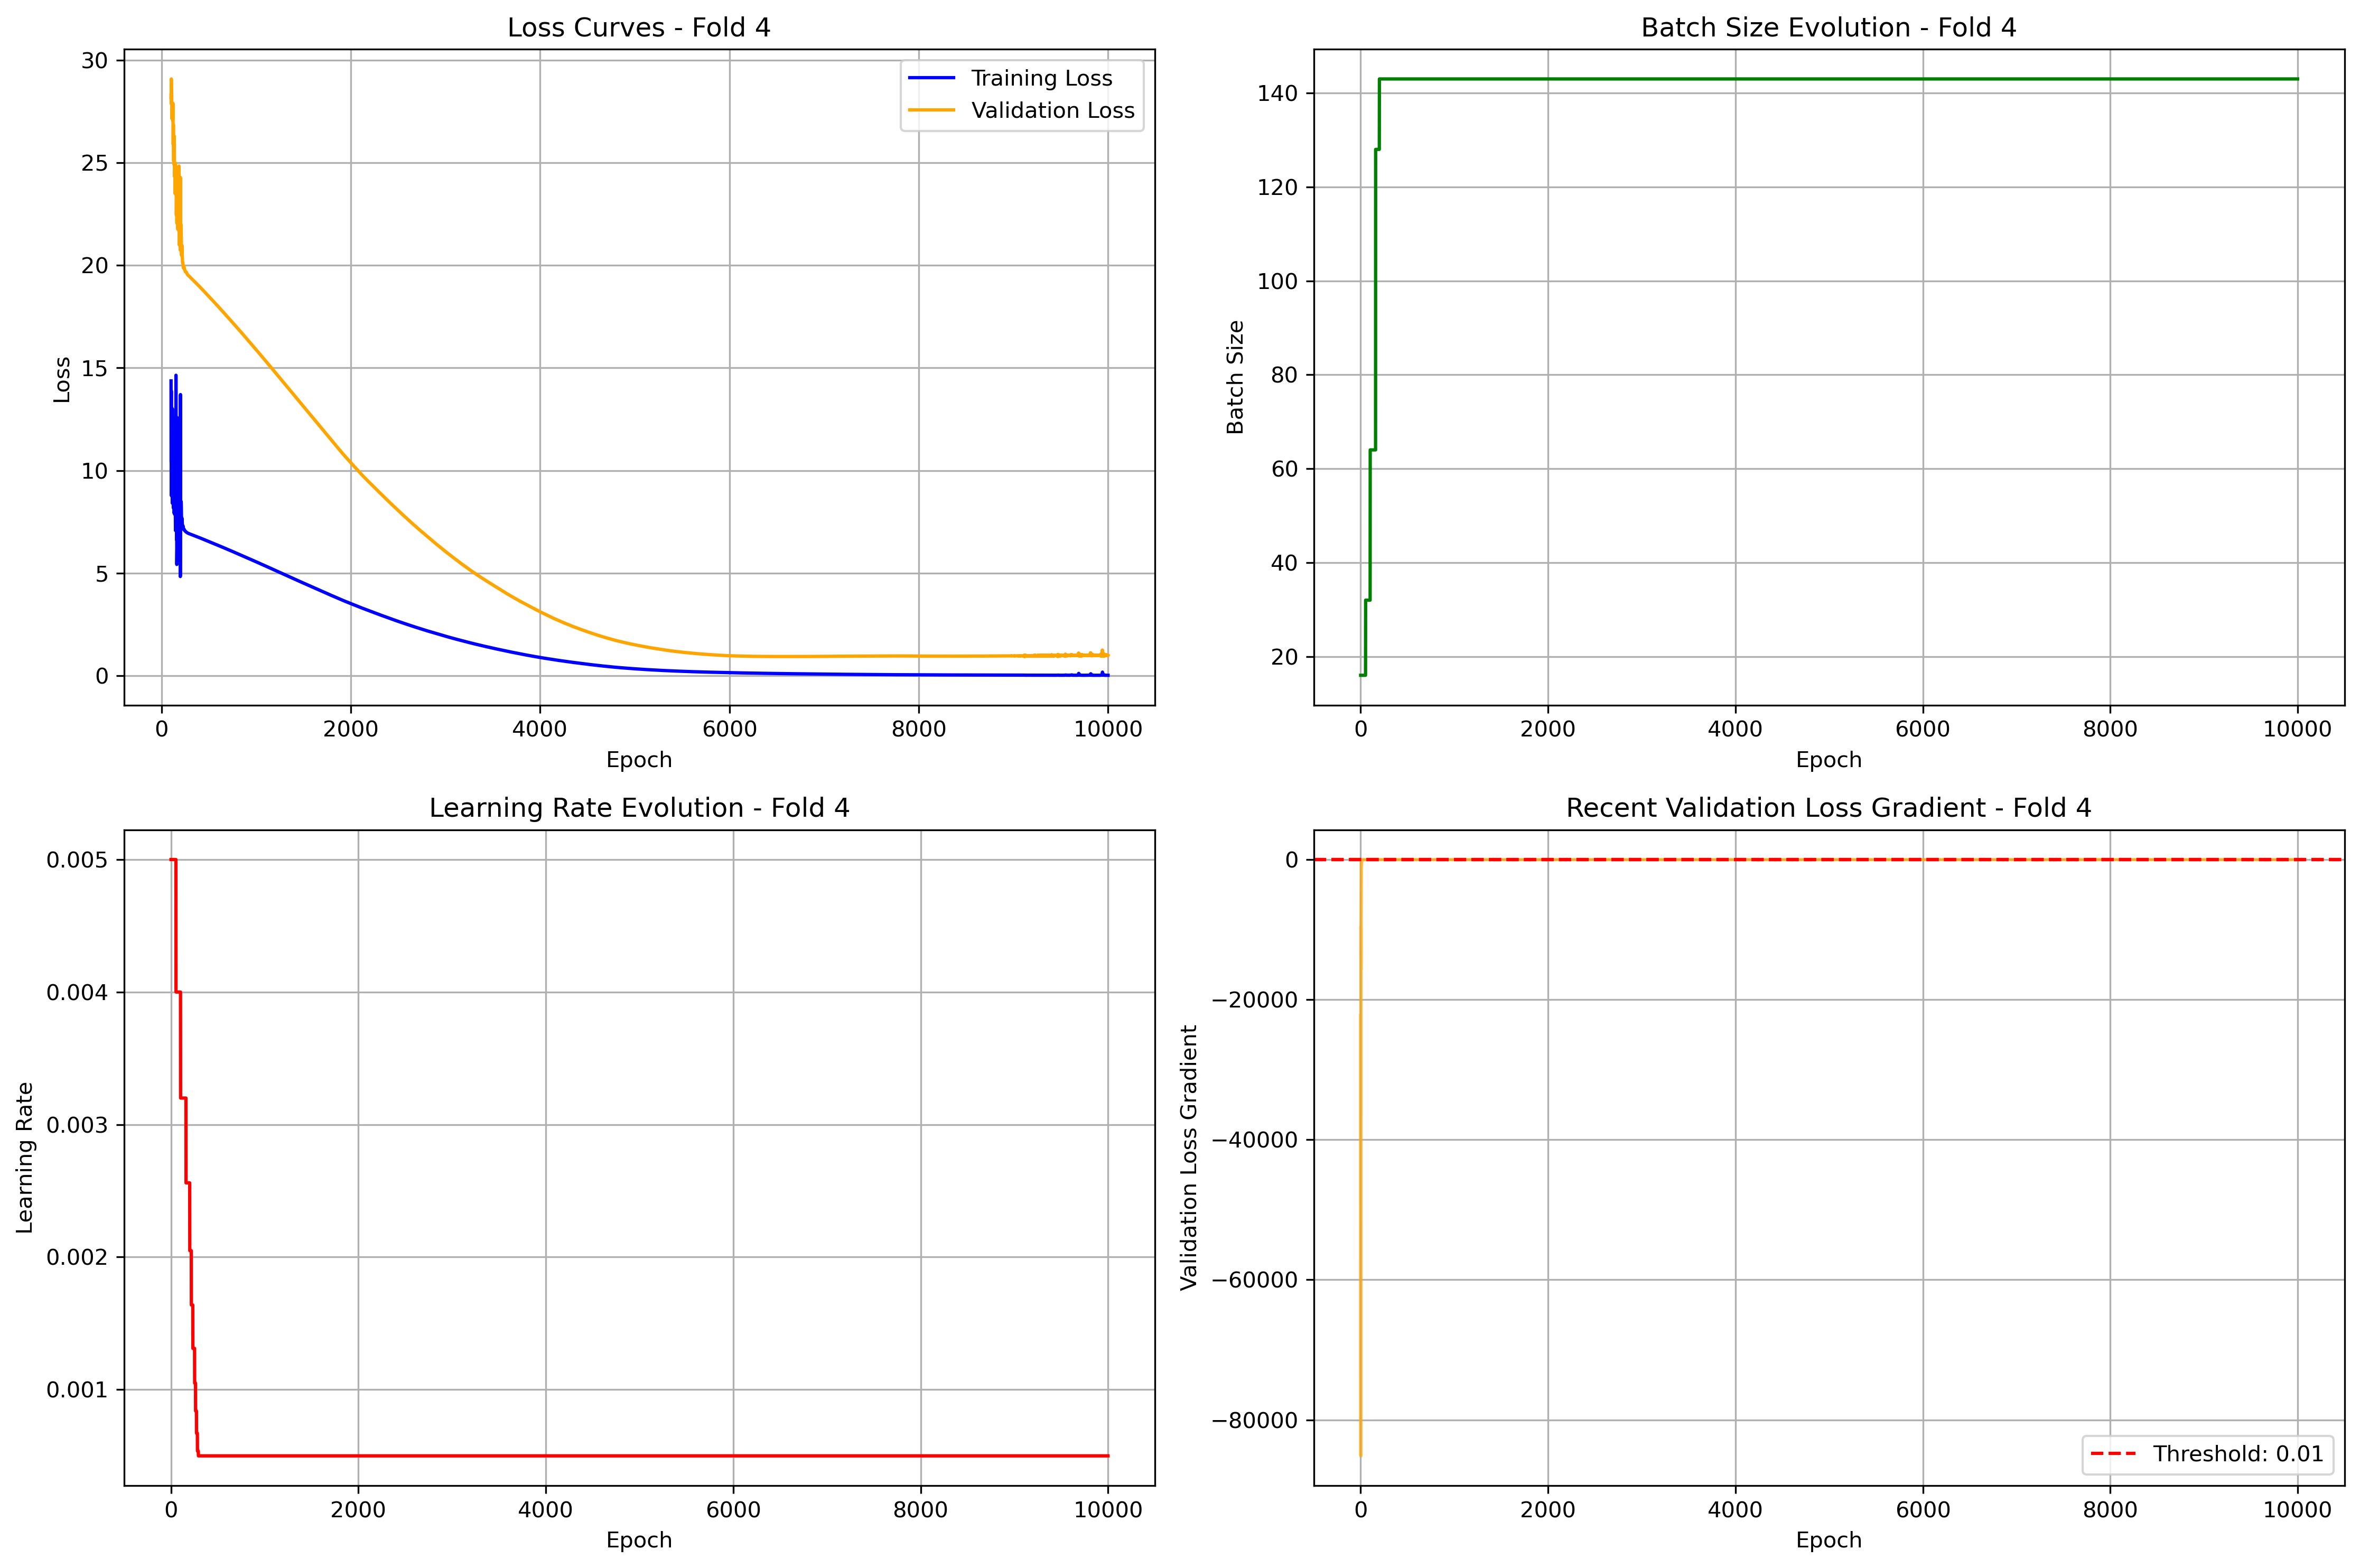 Loss Curves - Fold 4
30
25
20
15
10
5
0
Loss
Training Loss
Validation Loss
0 2000 4000 6000 8000 10000
Epoch
Batch Size Evolution - Fold 4
140
120
100
80
60
40
20
Batch Size
0 2000 4000 6000 8000 10000
Epoch
Learning Rate Evolution - Fold 4
0.005
0.004
0.003
0.002
0.001
Learning Rate
0 2000 4000 6000 8000 10000
Epoch
Recent Validation Loss Gradient - Fold 4
0
−20000
−40000
−60000
−80000
Validation Loss Gradient
Threshold: 0.01
0 2000 4000 6000 8000 10000
Epoch